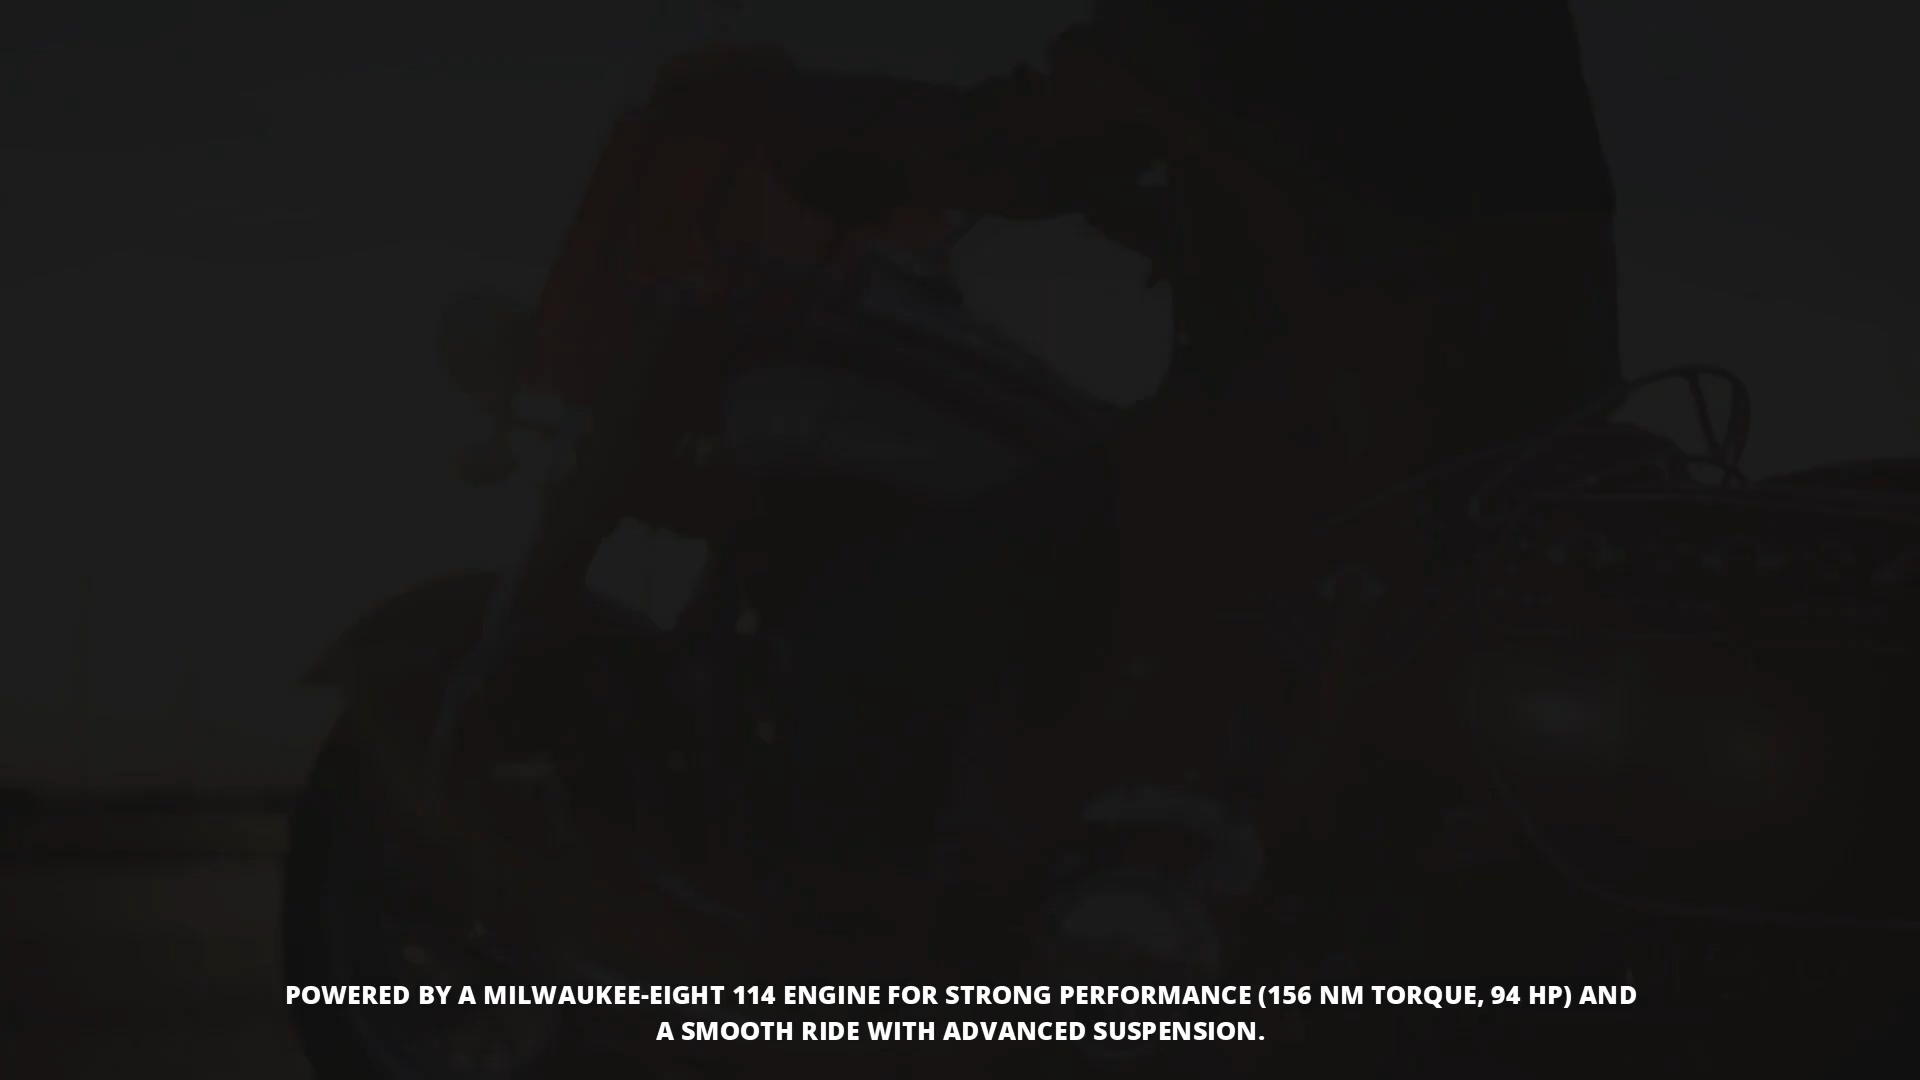 POWERED BY A MILWAUKEE-EIGHT 114 ENGINE FOR STRONG PERFORMANCE (156 NM TORQUE, 94 HP) AND
A SMOOTH RIDE WITH ADVANCED SUSPENSION.